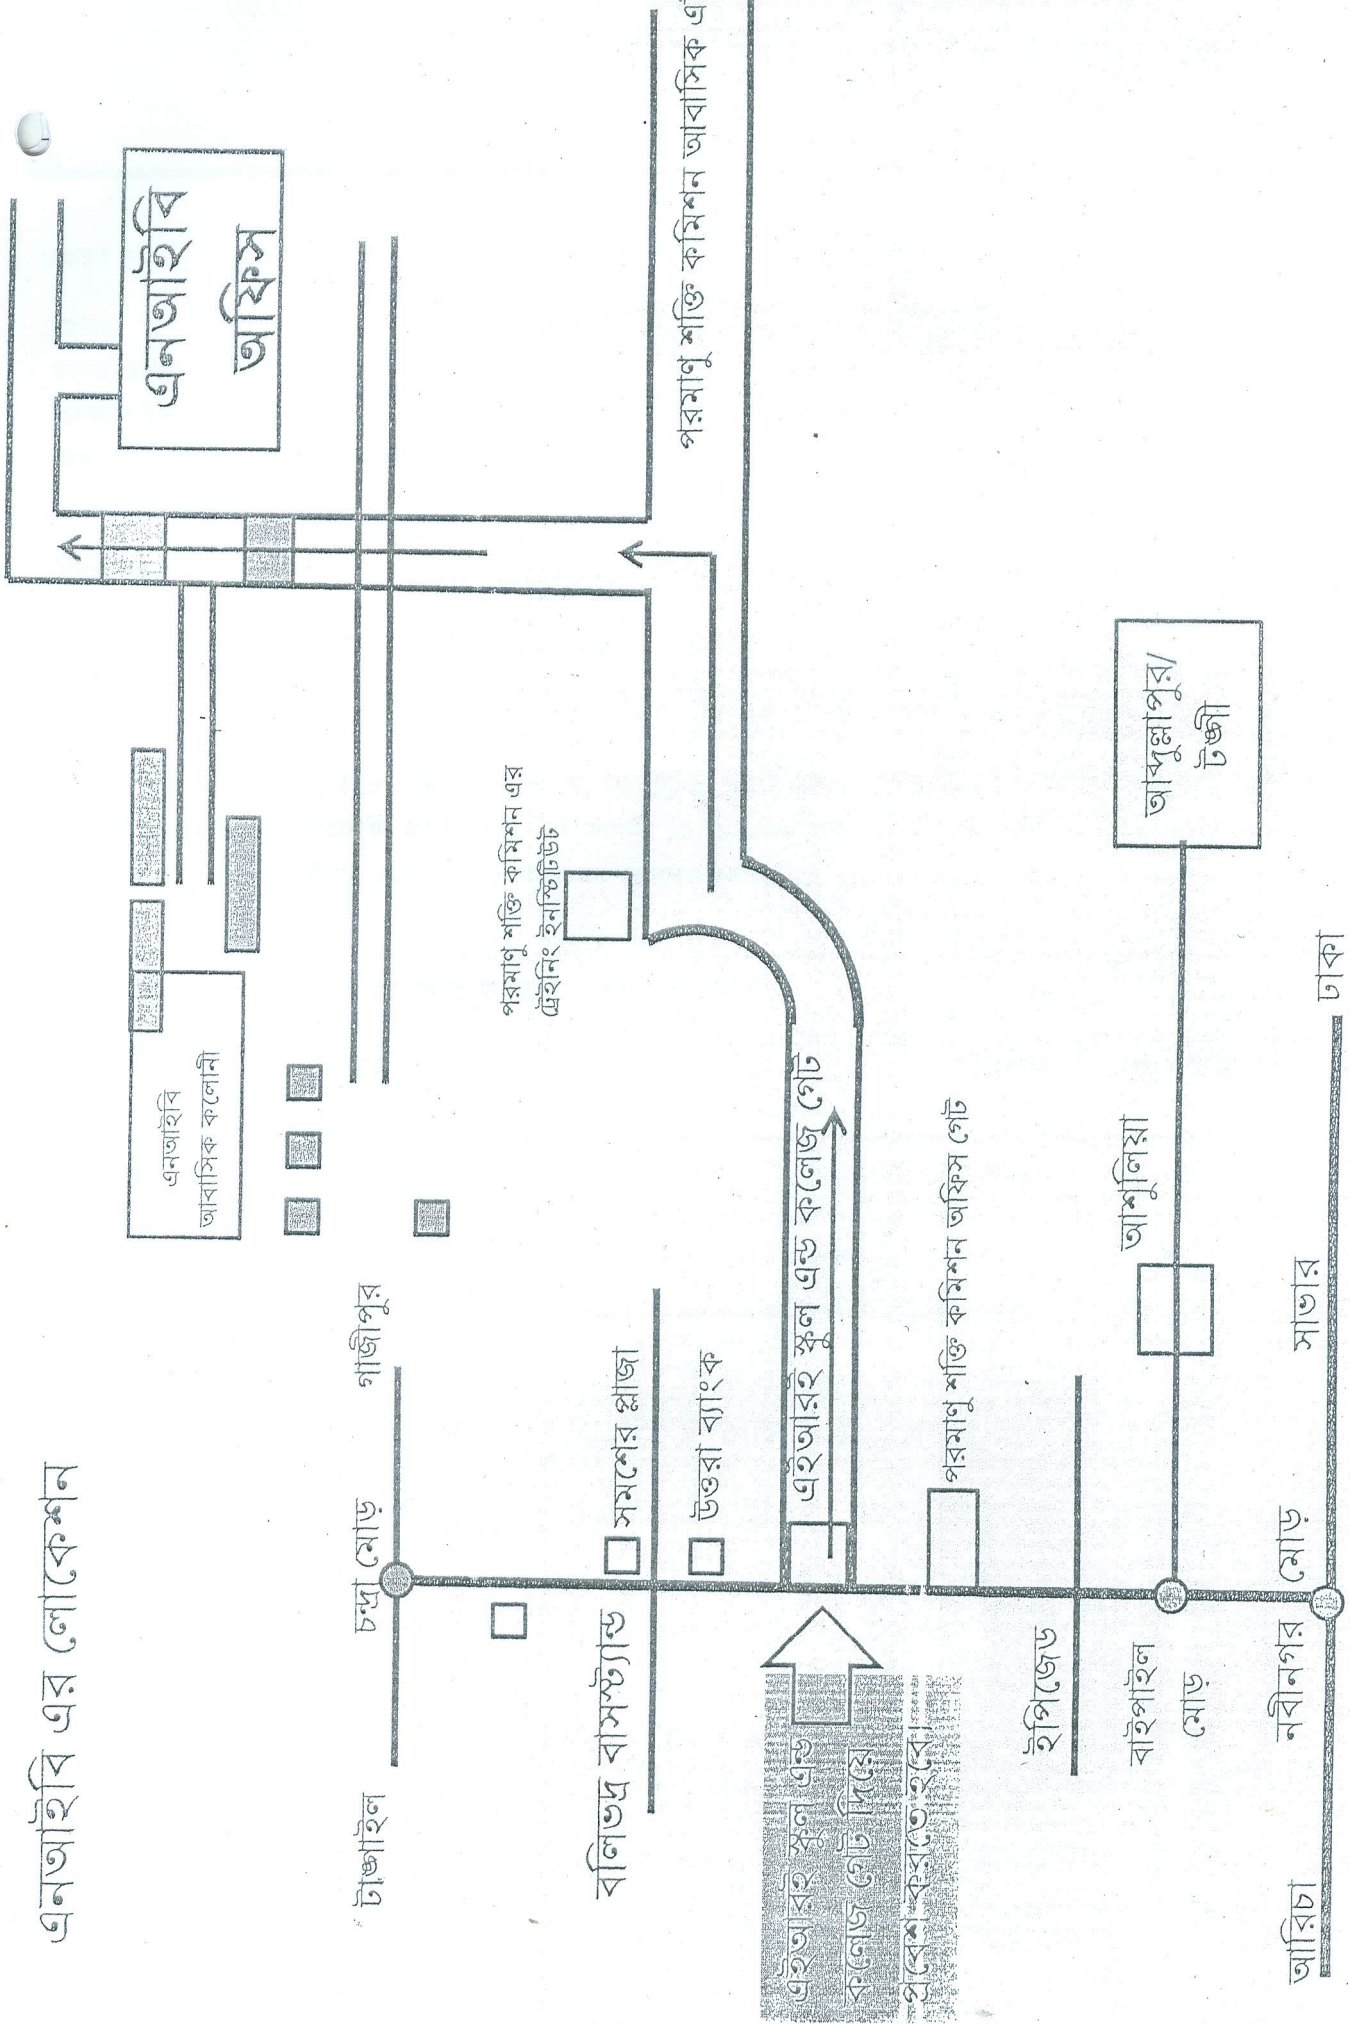 এনআইবি এর লোকেশন
এনআইবি
অফিস
এনআইবি
আবাসিক কলোনী
টাঙ্গাইল
চন্দ্রা মোড়
গাজীপুর
পরমাণু শক্তি কমিশন এর
ট্রেইনিং ইনস্টিটিউট
পরমাণু শক্তি কমিশন আবাসিক
বলিভদ্র বাসস্ট্যান্ড
সমশের প্লাজা
উত্তরা ব্যাংক
এইআরই স্কুল এন্ড
কলেজ গেট দিয়ে
প্রবেশ করতে হবে।
এইআরই স্কুল এন্ড কলেজ গেট
পরমাণু শক্তি কমিশন অফিস গেট
ইপিজেড
বাইপাইল
মোড়
আশুলিয়া
আব্দুল্লাপুর/
টঙ্গী
আরিচা
নবীনগর মোড়
সাভার
ঢাকা